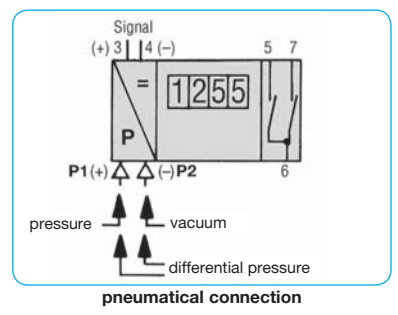 Signal
(+) 3 4 (–) 5 7
=
1255
P
P1(+) (–)P2 6
pressure vacuum
differential pressure
pneumatical connection